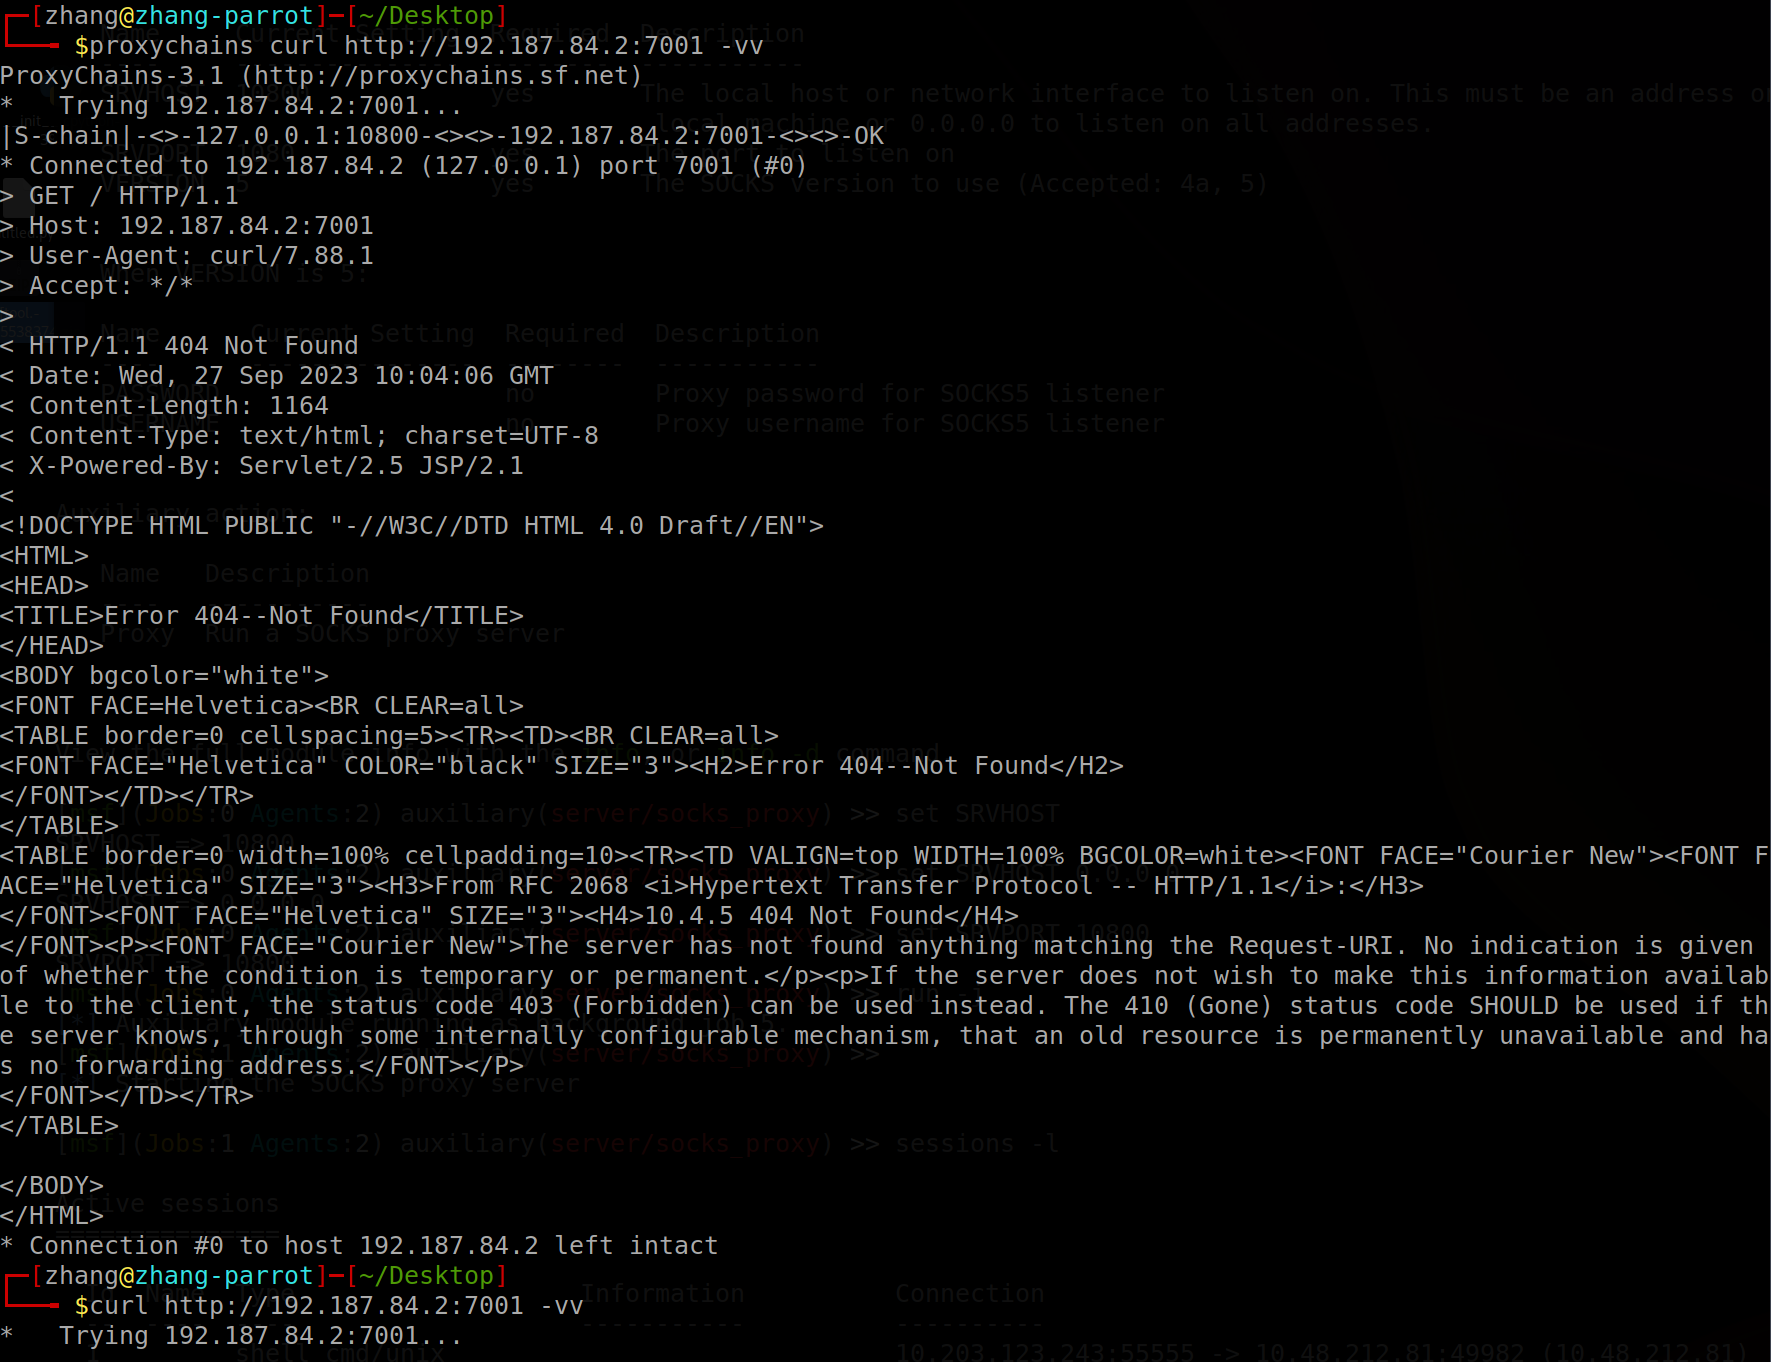 ┌─[zhang@zhang-parrot]─[~/Desktop]
└──╼ $proxychains curl http://192.187.84.2:7001 -vv
ProxyChains-3.1 (http://proxychains.sf.net)
*   Trying 192.187.84.2:7001...
|S-chain|-<>-127.0.0.1:10800-<><>-192.187.84.2:7001-<><>-OK
* Connected to 192.187.84.2 (127.0.0.1) port 7001 (#0)
> GET / HTTP/1.1
> Host: 192.187.84.2:7001
> User-Agent: curl/7.88.1
> Accept: */*
>
< HTTP/1.1 404 Not Found
< Date: Wed, 27 Sep 2023 10:04:06 GMT
< Content-Length: 1164
< Content-Type: text/html; charset=UTF-8
< X-Powered-By: Servlet/2.5 JSP/2.1
<
<!DOCTYPE HTML PUBLIC "-//W3C//DTD HTML 4.0 Draft//EN">
<HTML>
<HEAD>
<TITLE>Error 404--Not Found</TITLE>
</HEAD>
<BODY bgcolor="white">
<FONT FACE=Helvetica><BR CLEAR=all>
<TABLE border=0 cellspacing=5><TR><TD><BR CLEAR=all>
<FONT FACE="Helvetica" COLOR="black" SIZE="3"><H2>Error 404--Not Found</H2>
</FONT></TD></TR>
</TABLE>
<TABLE border=0 width=100% cellpadding=10><TR><TD VALIGN=top WIDTH=100% BGCOLOR=white><FONT FACE="Courier New"><FONT F
ACE="Helvetica" SIZE="3"><H3>From RFC 2068 <i>Hypertext Transfer Protocol -- HTTP/1.1</i>:</H3>
</FONT><FONT FACE="Helvetica" SIZE="3"><H4>10.4.5 404 Not Found</H4>
</FONT><P><FONT FACE="Courier New">The server has not found anything matching the Request-URI. No indication is given
of whether the condition is temporary or permanent.</p><p>If the server does not wish to make this information availab
le to the client, the status code 403 (Forbidden) can be used instead. The 410 (Gone) status code SHOULD be used if th
e server knows, through some internally configurable mechanism, that an old resource is permanently unavailable and ha
s no forwarding address.</FONT></P>
</FONT></TD></TR>
</TABLE>
</BODY>
</HTML>
* Connection #0 to host 192.187.84.2 left intact
┌─[zhang@zhang-parrot]─[~/Desktop]
└──╼ $curl http://192.187.84.2:7001 -vv
*   Trying 192.187.84.2:7001...